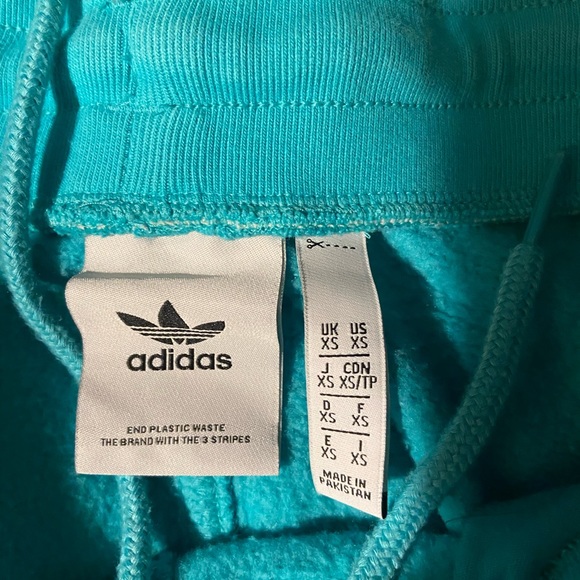 adidas
END PLASTIC WASTE
THE BRAND WITH THE 3 STRIPES
UK US
XS XS
J CDN
XS XS/TP
D F
XS XS
E I
XS XS
MADE IN
PAKISTAN